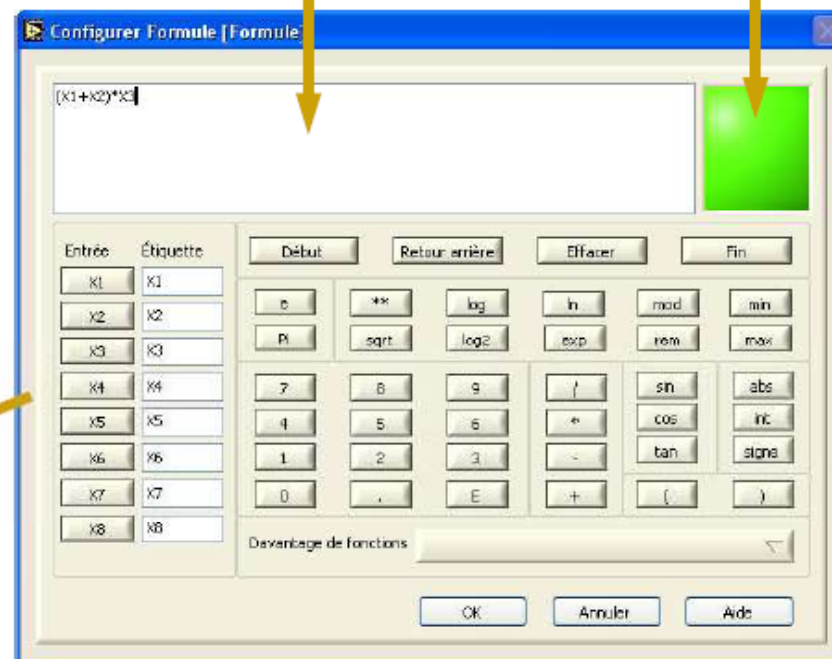 Configurer Formule [Formule]
(X1+X2)*X3
Entrée Étiquette
Début Retour arrière Effacer Fin
X1 X1
X2 X2
X3 X3
X4 X4
X5 X5
X6 X6
X7 X7
X8 X8
e ** log ln mod min
Pi sqrt log2 exp rem max
7 8 9 / sin abs
4 5 6 * cos int
1 2 3 - tan signe
0 . E + ( )
Davantage de fonctions
OK Annuler Aide